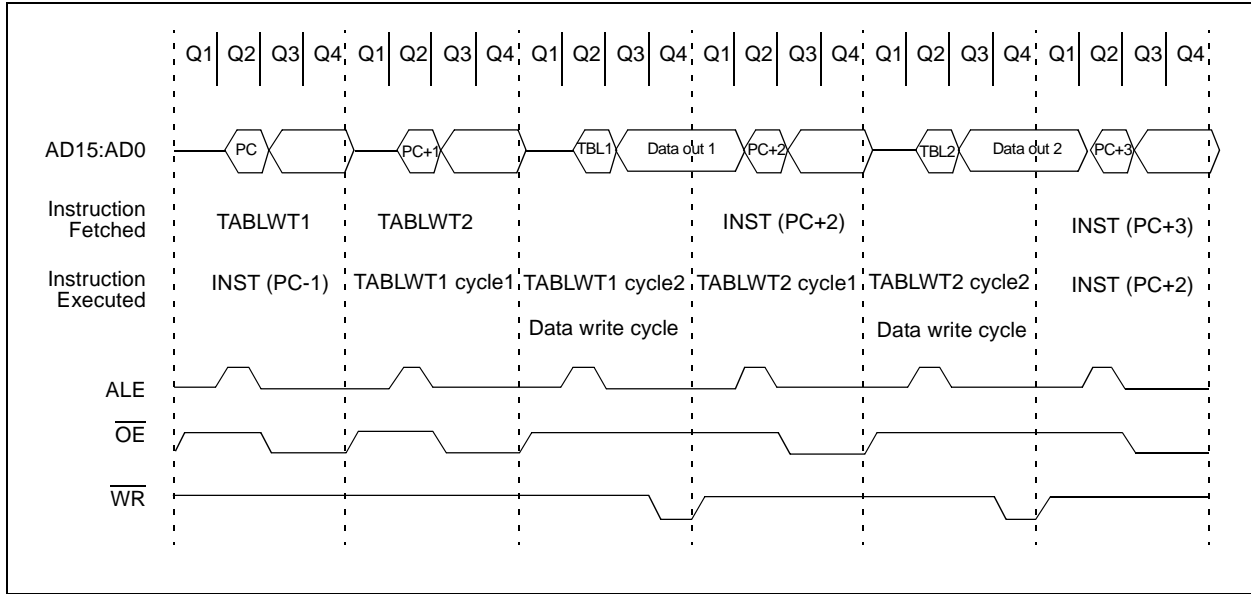 Q1 Q2 Q3 Q4 Q1 Q2 Q3 Q4 Q1 Q2 Q3 Q4 Q1 Q2 Q3 Q4 Q1 Q2 Q3 Q4 Q1 Q2 Q3 Q4
AD15:AD0 PC PC+1 TBL1 Data out 1 PC+2 TBL2 Data out 2 PC+3
Instruction
Fetched TABLWT1 TABLWT2 INST (PC+2) INST (PC+3)
Instruction
Executed INST (PC-1) TABLWT1 cycle1 TABLWT1 cycle2 TABLWT2 cycle1 TABLWT2 cycle2 INST (PC+2)
Data write cycle Data write cycle
ALE
OE
WR